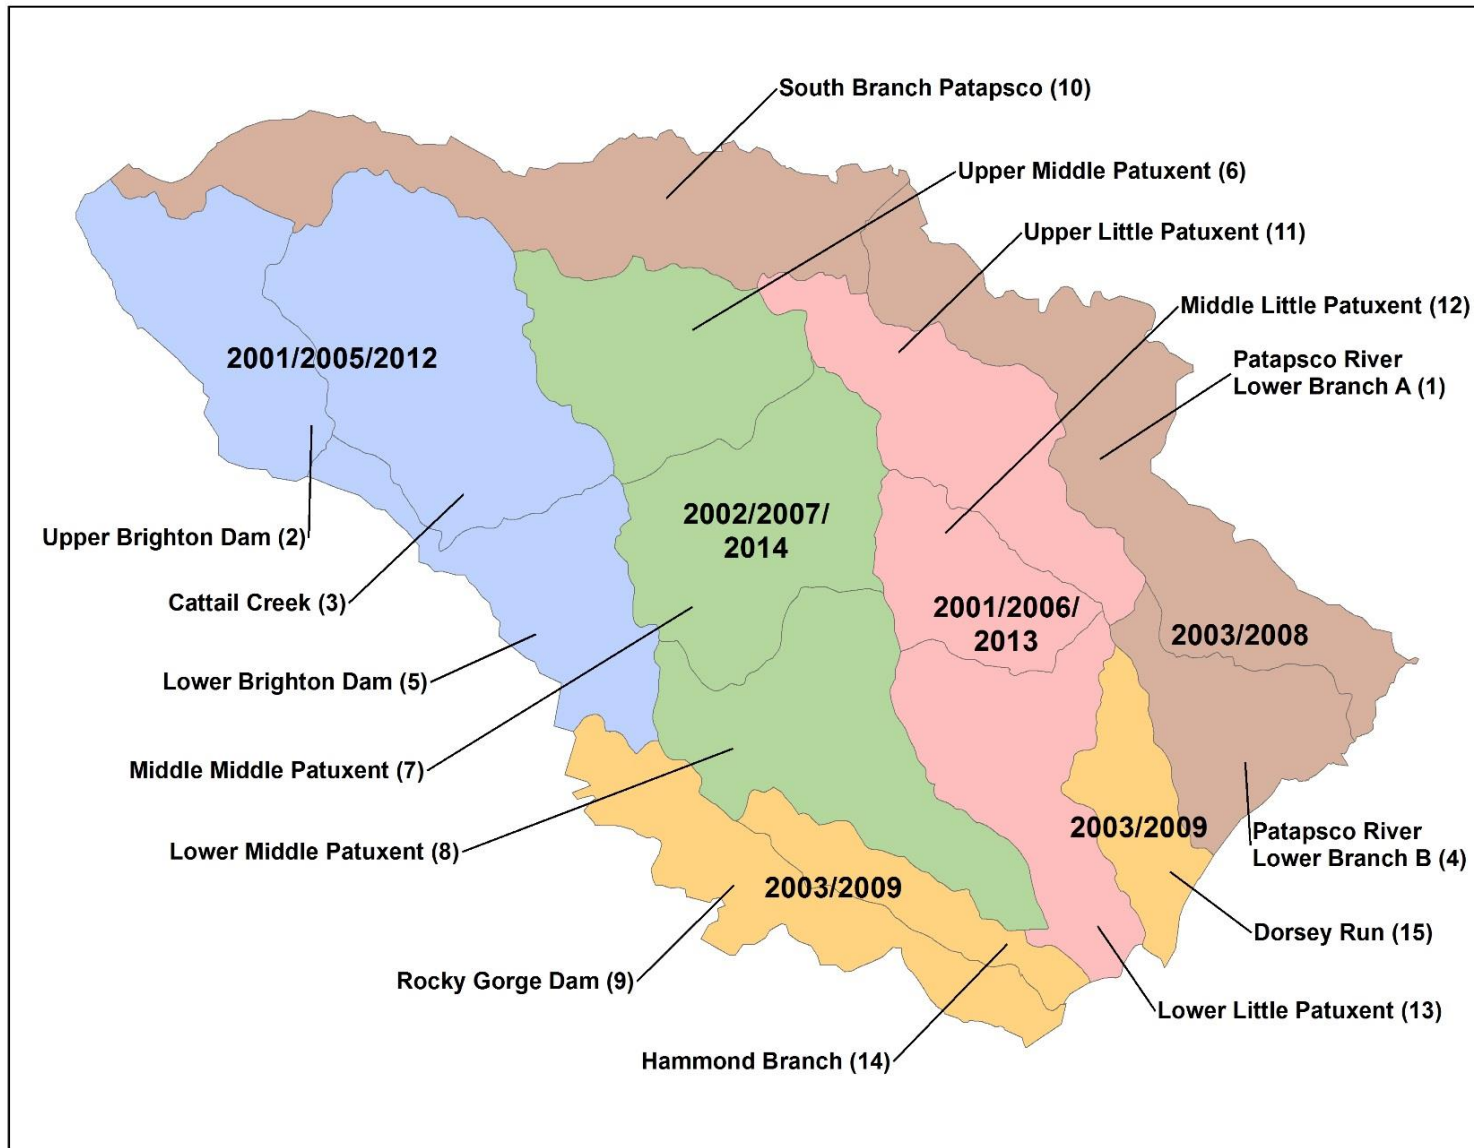 South Branch Patapsco (10)
Upper Middle Patuxent (6)
Upper Little Patuxent (11)
Middle Little Patuxent (12)
Patapsco River
Lower Branch A (1)
2001/2005/2012
2002/2007/
2014
Upper Brighton Dam (2)
Cattail Creek (3)
2001/2006/
2013
2003/2008
Lower Brighton Dam (5)
Middle Middle Patuxent (7)
2003/2009
Patapsco River
Lower Branch B (4)
Lower Middle Patuxent (8)
2003/2009
Dorsey Run (15)
Rocky Gorge Dam (9)
Lower Little Patuxent (13)
Hammond Branch (14)